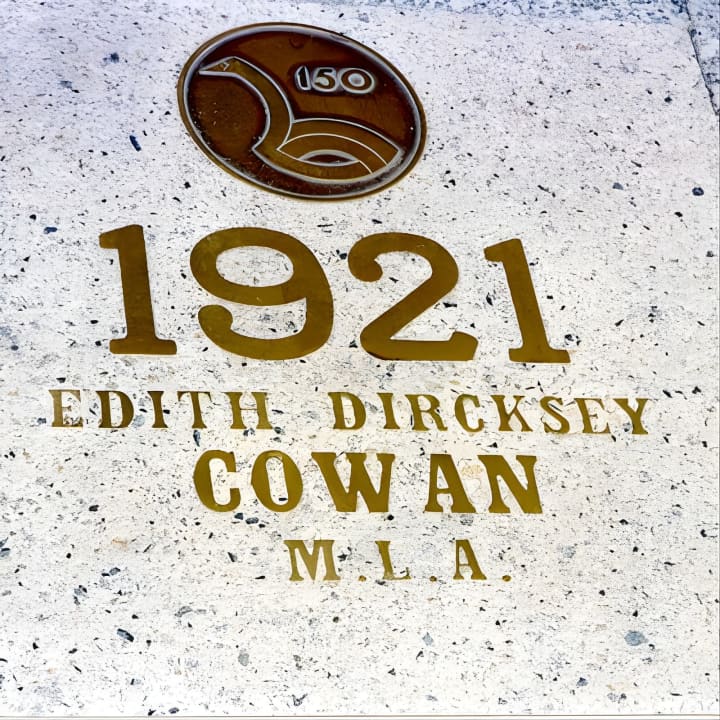 150
1921
EDITH DIRCKSEY
COWAN
M.L.A.